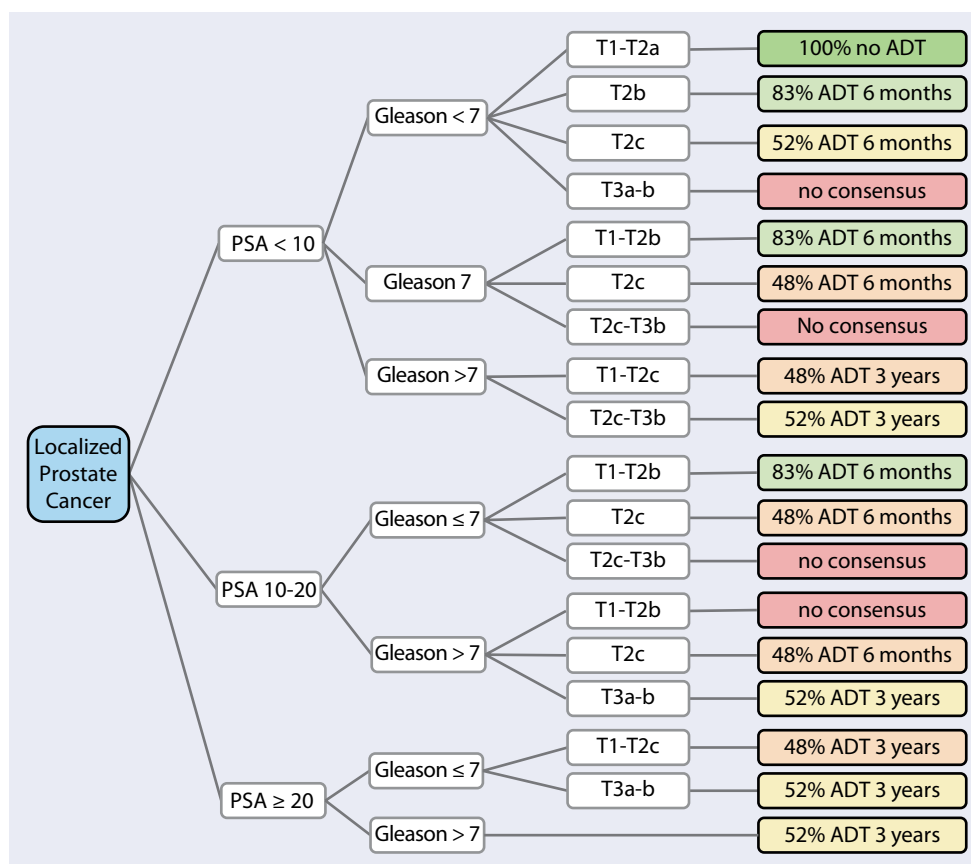 Localized
Prostate
Cancer
PSA < 10
Gleason < 7
T1-T2a
100% no ADT
T2b
83% ADT 6 months
T2c
52% ADT 6 months
T3a-b
no consensus
Gleason 7
T1-T2b
83% ADT 6 months
T2c
48% ADT 6 months
T2c-T3b
No consensus
Gleason >7
T1-T2c
48% ADT 3 years
T2c-T3b
52% ADT 3 years
PSA 10-20
Gleason ≤ 7
T1-T2b
83% ADT 6 months
T2c
48% ADT 6 months
T2c-T3b
no consensus
Gleason > 7
T1-T2b
no consensus
T2c
48% ADT 6 months
T3a-b
52% ADT 3 years
PSA ≥ 20
Gleason ≤ 7
T1-T2c
48% ADT 3 years
T3a-b
52% ADT 3 years
Gleason > 7
52% ADT 3 years